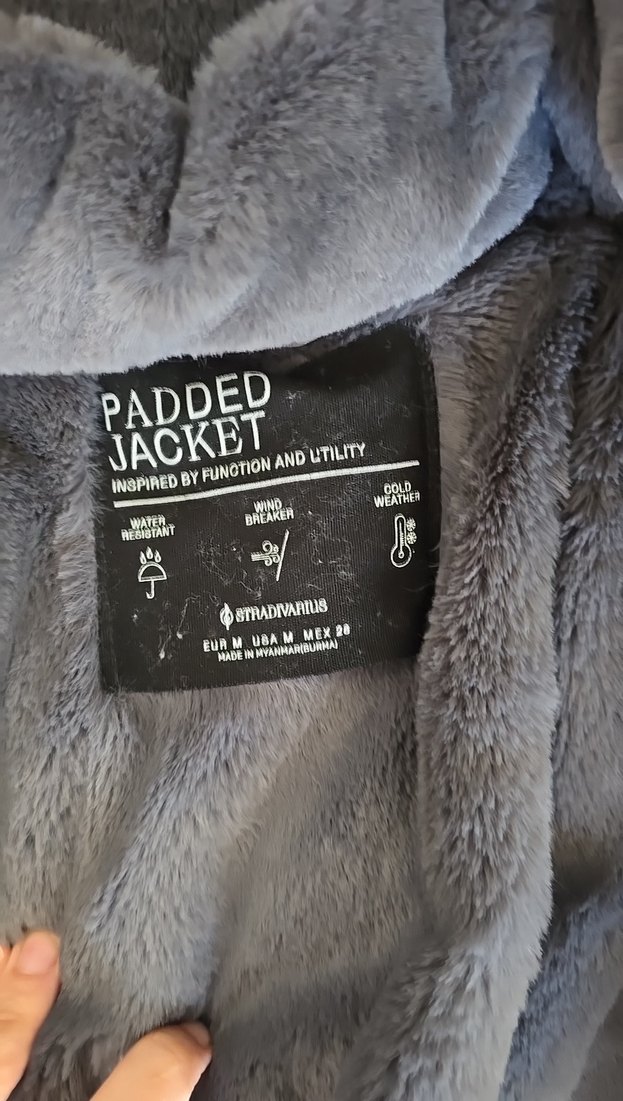 PADDED
JACKET
INSPIRED BY FUNCTION AND UTILITY
WATER
RESISTANT
WIND
BREAKER
COLD
WEATHER
STRADIVARIUS
EUR M USA M MEX 28
MADE IN MYANMAR(BURMA)